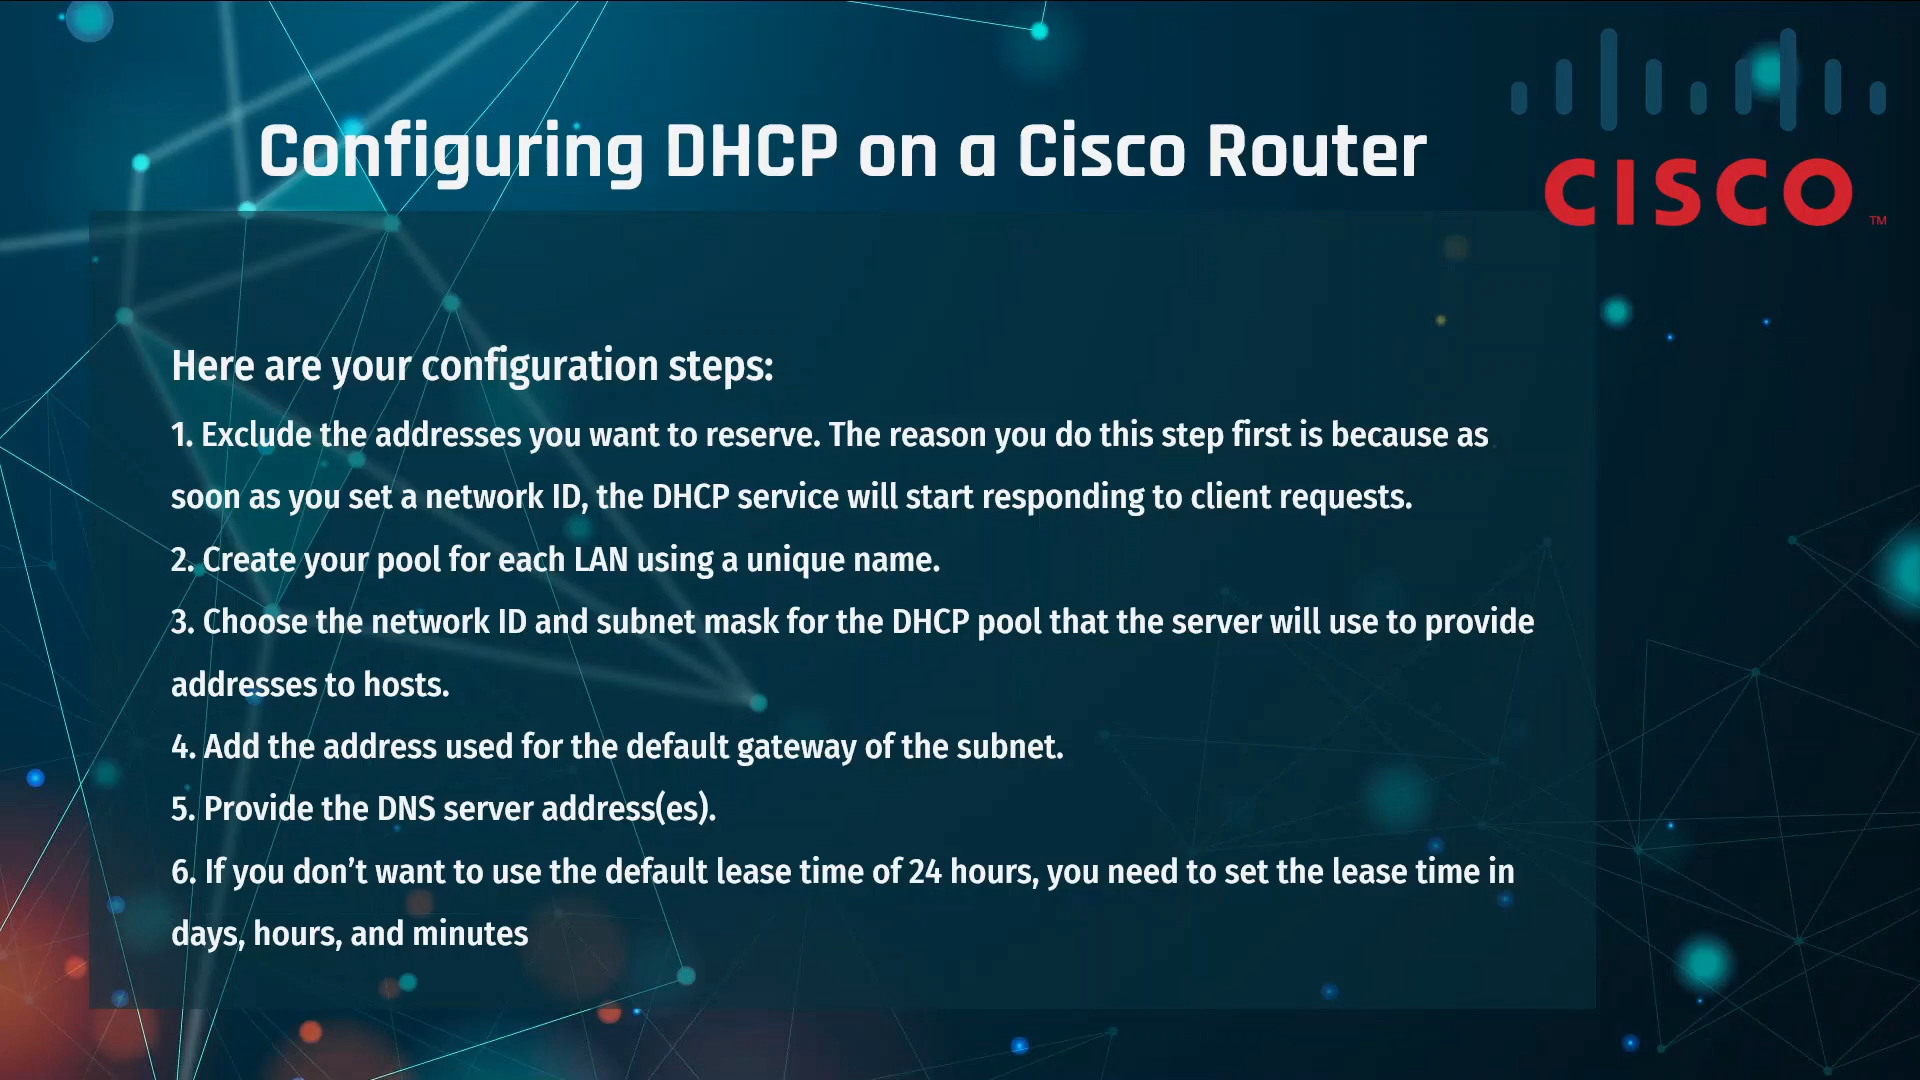 Configuring DHCP on a Cisco Router
CISCO
TM
Here are your configuration steps:
1. Exclude the addresses you want to reserve. The reason you do this step first is because as
soon as you set a network ID, the DHCP service will start responding to client requests.
2. Create your pool for each LAN using a unique name.
3. Choose the network ID and subnet mask for the DHCP pool that the server will use to provide
addresses to hosts.
4. Add the address used for the default gateway of the subnet.
5. Provide the DNS server address(es).
6. If you don’t want to use the default lease time of 24 hours, you need to set the lease time in
days, hours, and minutes